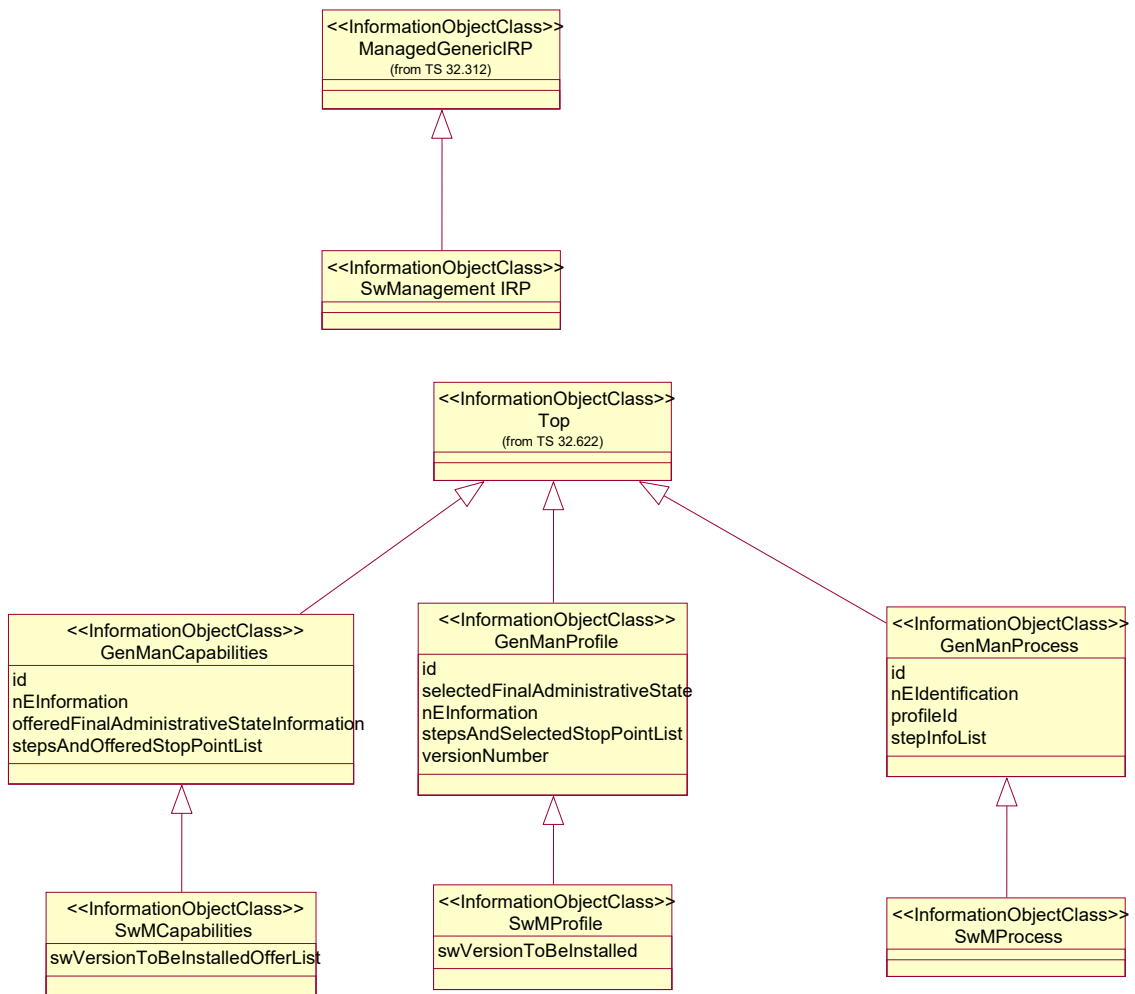 <<InformationObjectClass>>
ManagedGenericIRP
(from TS 32.312)
<<InformationObjectClass>>
SwManagement IRP
<<InformationObjectClass>>
Top
(from TS 32.622)
<<InformationObjectClass>>
GenManCapabilities
id
nEInformation
offeredFinalAdministrativeStateInformation
stepsAndOfferedStopPointList
<<InformationObjectClass>>
GenManProfile
id
selectedFinalAdministrativeState
nEInformation
stepsAndSelectedStopPointList
versionNumber
<<InformationObjectClass>>
GenManProcess
id
nEIdentification
profileId
stepInfoList
<<InformationObjectClass>>
SwMCapabilities
swVersionToBeInstalledOfferList
<<InformationObjectClass>>
SwMProfile
swVersionToBeInstalled
<<InformationObjectClass>>
SwMProcess